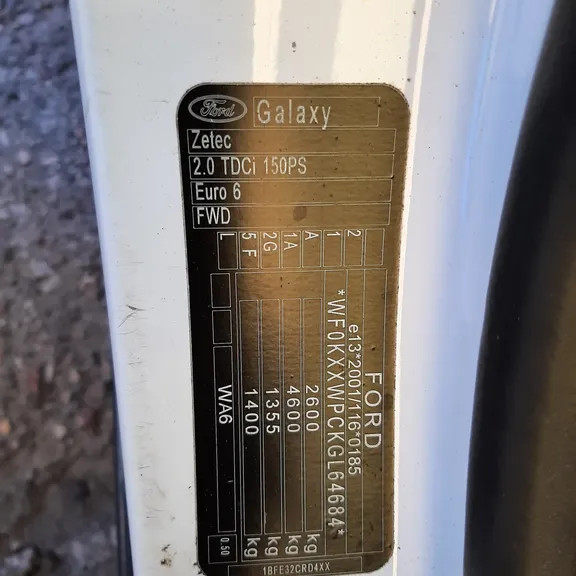 Ford
Galaxy
Zetec
2.0 TDCi 150PS
Euro 6
FWD
FORD
e13*2001/116*0185
*WF0KXXWPCKGL64684*
2600 kg
4600 kg
1355 kg
1400 kg
WA6 0.50
2
1
A
1A
2G
5F
L
1BFE32CRD4XX